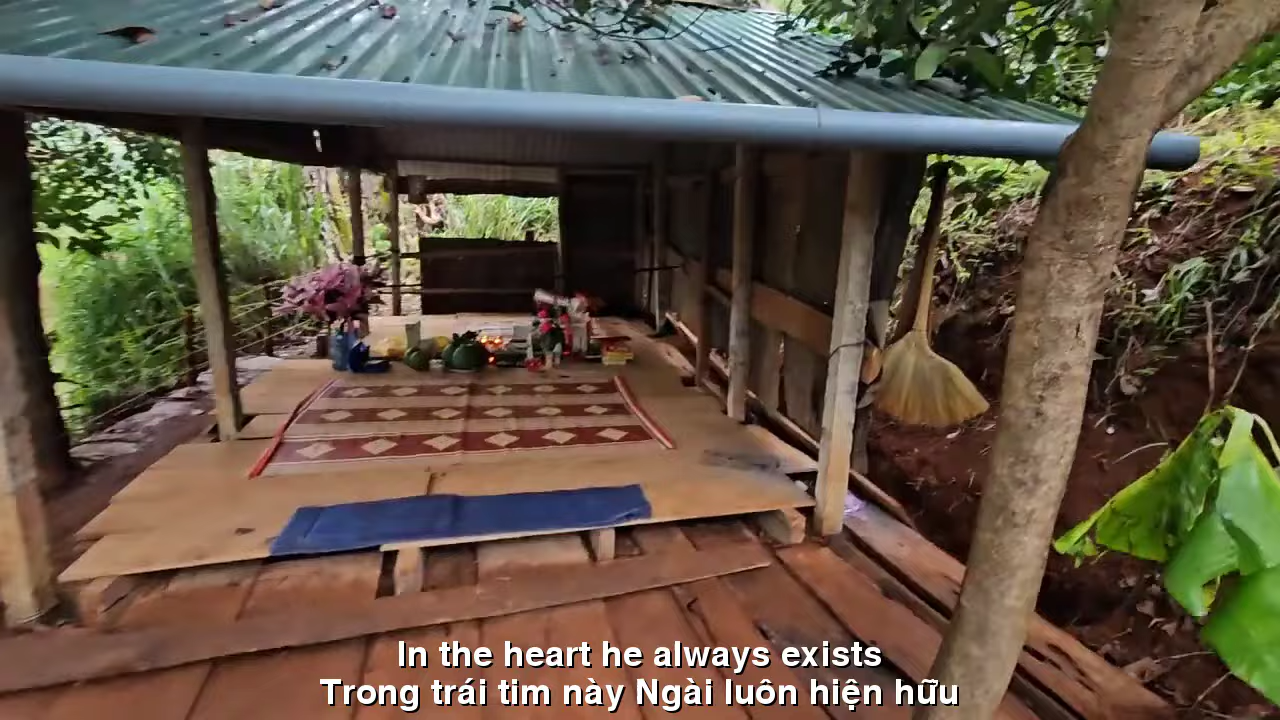 In the heart he always exists
Trong trái tim này Ngài luôn hiện hữu